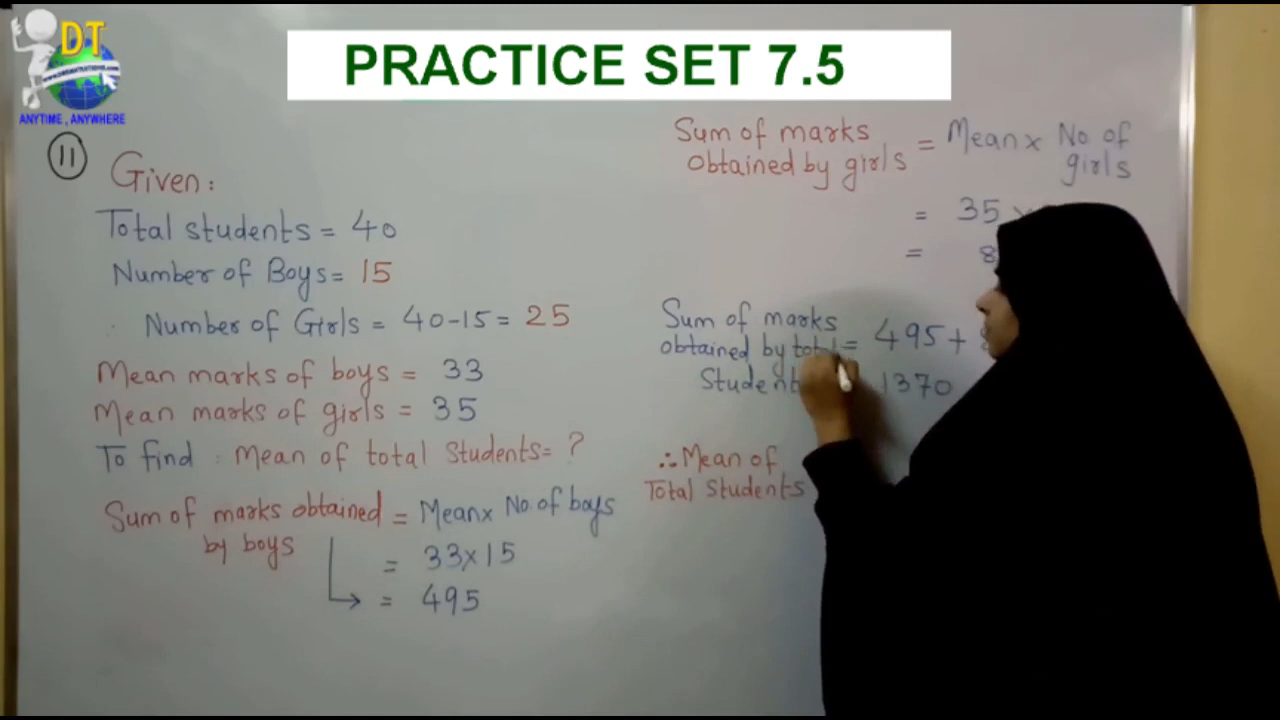 DT
ANYTIME , ANYWHERE
PRACTICE SET 7.5
11
Given:
Total students = 40
Number of Boys = 15
∴ Number of Girls = 40-15 = 25
Mean marks of boys = 33
Mean marks of girls = 35
To find : Mean of total Students= ?
Sum of marks obtained = Mean x No of boys
by boys
= 33x15
= 495
Sum of marks
obtained by girls = Mean x No of
girls
= 35 x
= 8
Sum of marks
obtained by total = 495 +
Student 1370
∴ Mean of
Total Students